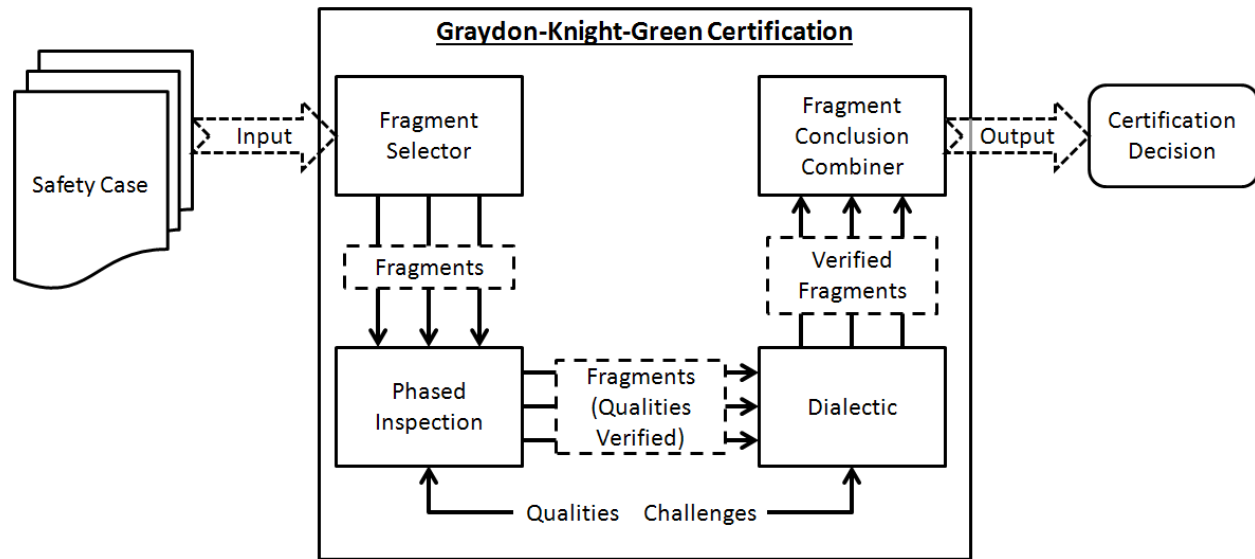 Graydon-Knight-Green Certification
Safety Case
Input
Fragment
Selector
Fragments
Phased
Inspection
Fragments
(Qualities
Verified)
Dialectic
Qualities
Challenges
Verified
Fragments
Fragment
Conclusion
Combiner
Output
Certification
Decision